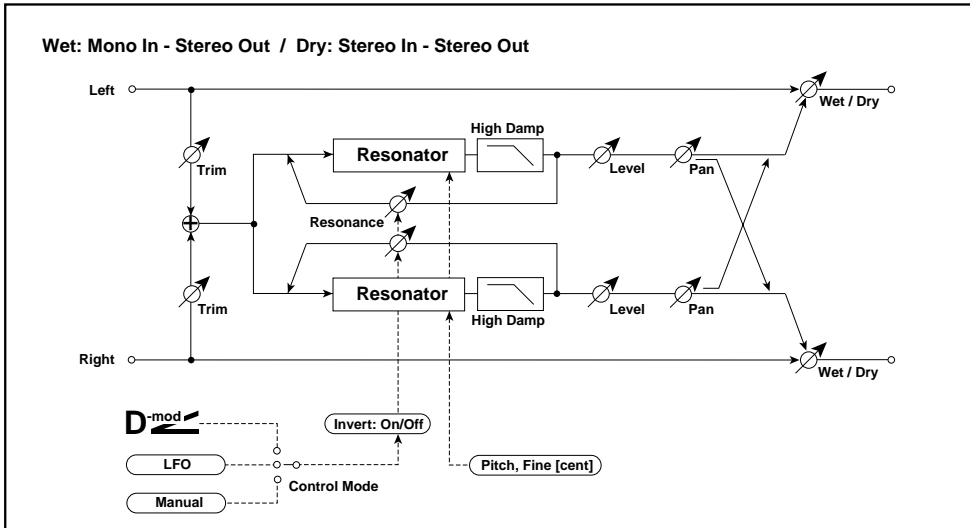 Wet: Mono In - Stereo Out / Dry: Stereo In - Stereo Out
Left
Wet / Dry
High Damp
Resonator
Trim
Level
Pan
Resonance
+
Resonator
Trim
High Damp
Level
Pan
Right
Wet / Dry
D-mod
Invert: On/Off
LFO
Pitch, Fine [cent]
Control Mode
Manual